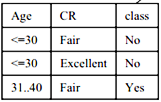 Age CR class
<=30 Fair No
<=30 Excellent No
31..40 Fair Yes